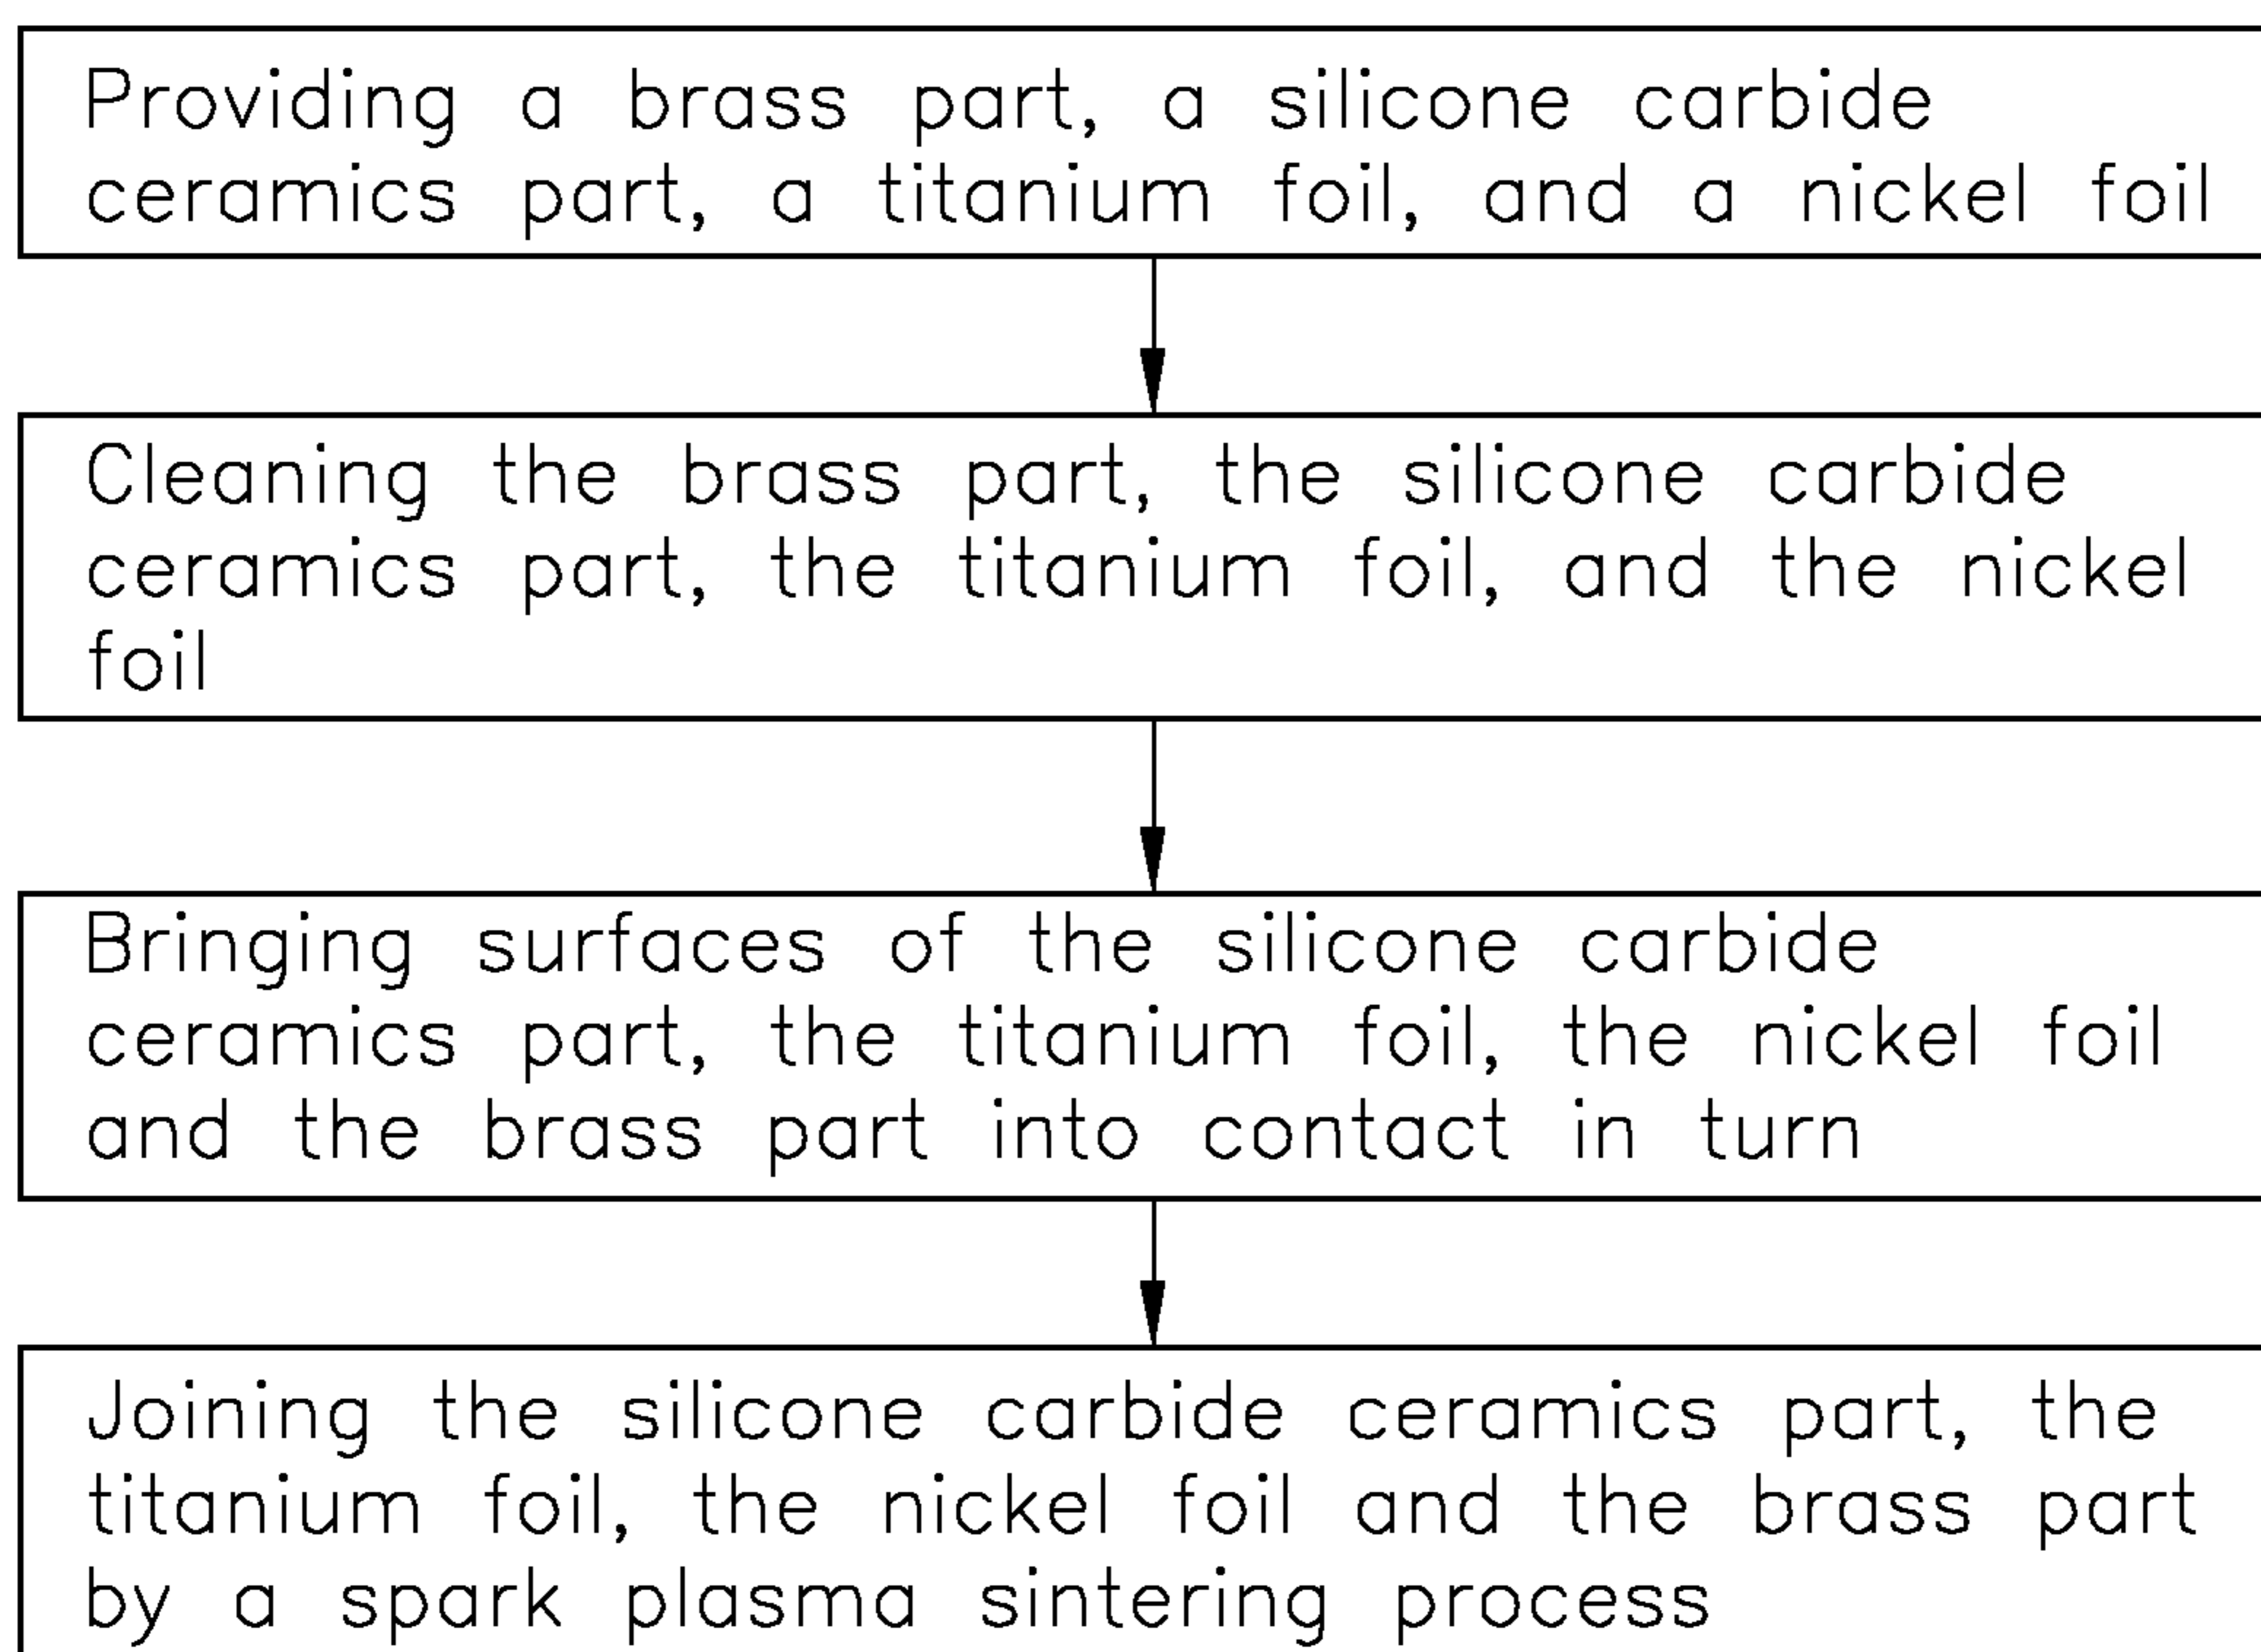 Providing a brass part, a silicone carbide
ceramics part, a titanium foil, and a nickel foil
Cleaning the brass part, the silicone carbide
ceramics part, the titanium foil, and the nickel
foil
Bringing surfaces of the silicone carbide
ceramics part, the titanium foil, the nickel foil
and the brass part into contact in turn
Joining the silicone carbide ceramics part, the
titanium foil, the nickel foil and the brass part
by a spark plasma sintering process